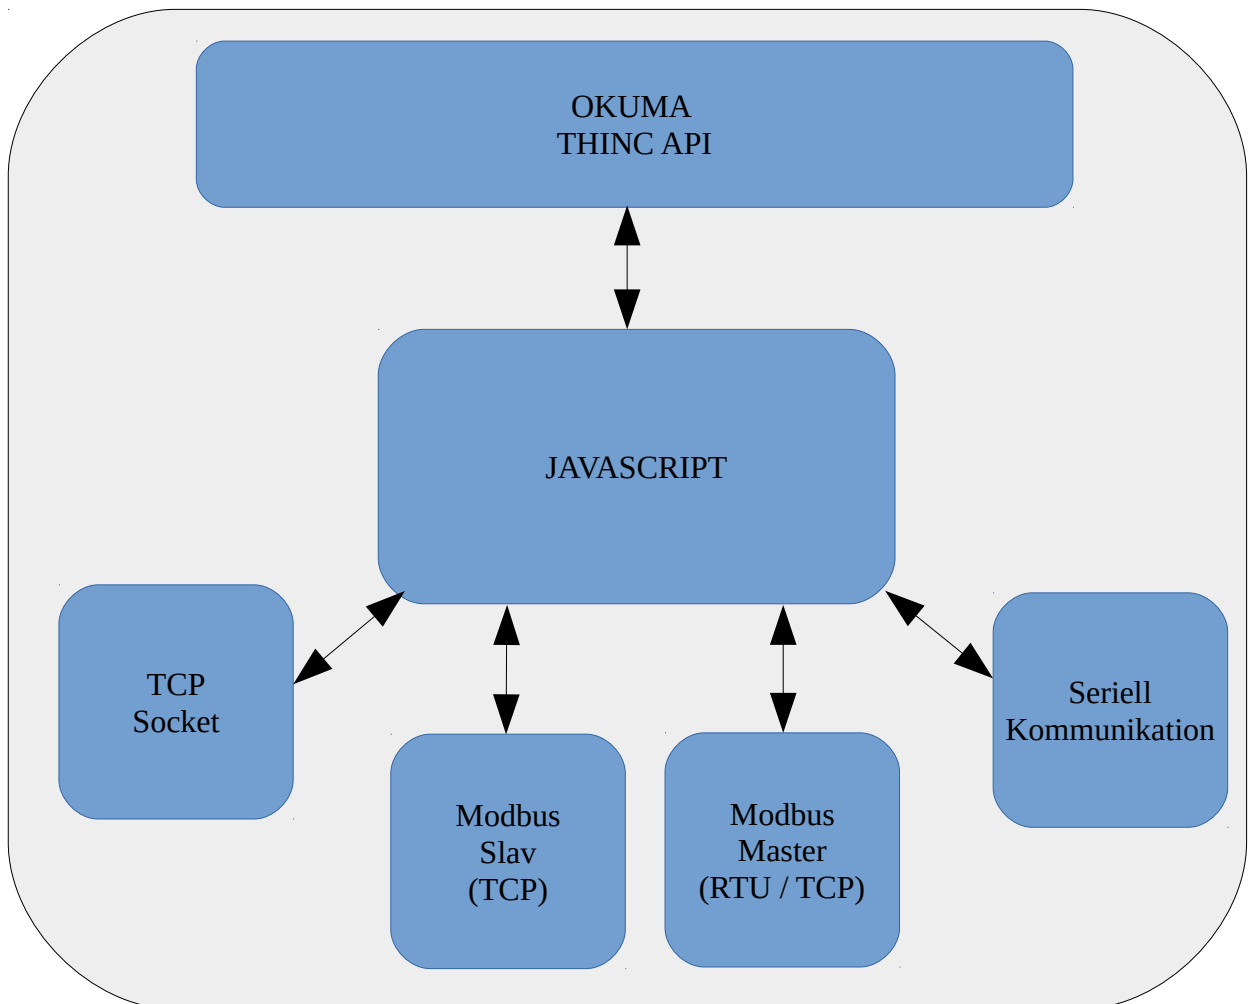 OKUMA
THINC API
JAVASCRIPT
TCP
Socket
Modbus
Slav
(TCP)
Modbus
Master
(RTU / TCP)
Seriell
Kommunikation